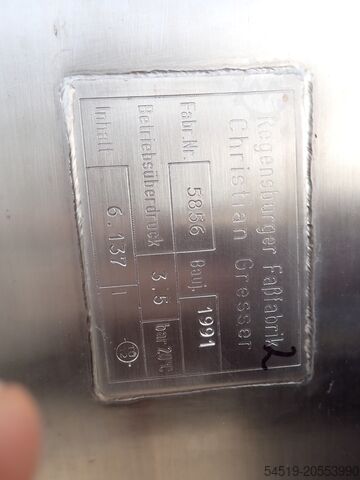 Regensburger Faßfabrik
Christian Gresser
2
Fabr.Nr. 5856 Bauj. 1991
Betriebsüberdruck 3.5 bar 20°C
Inhalt 6.137 l
54519-20553990